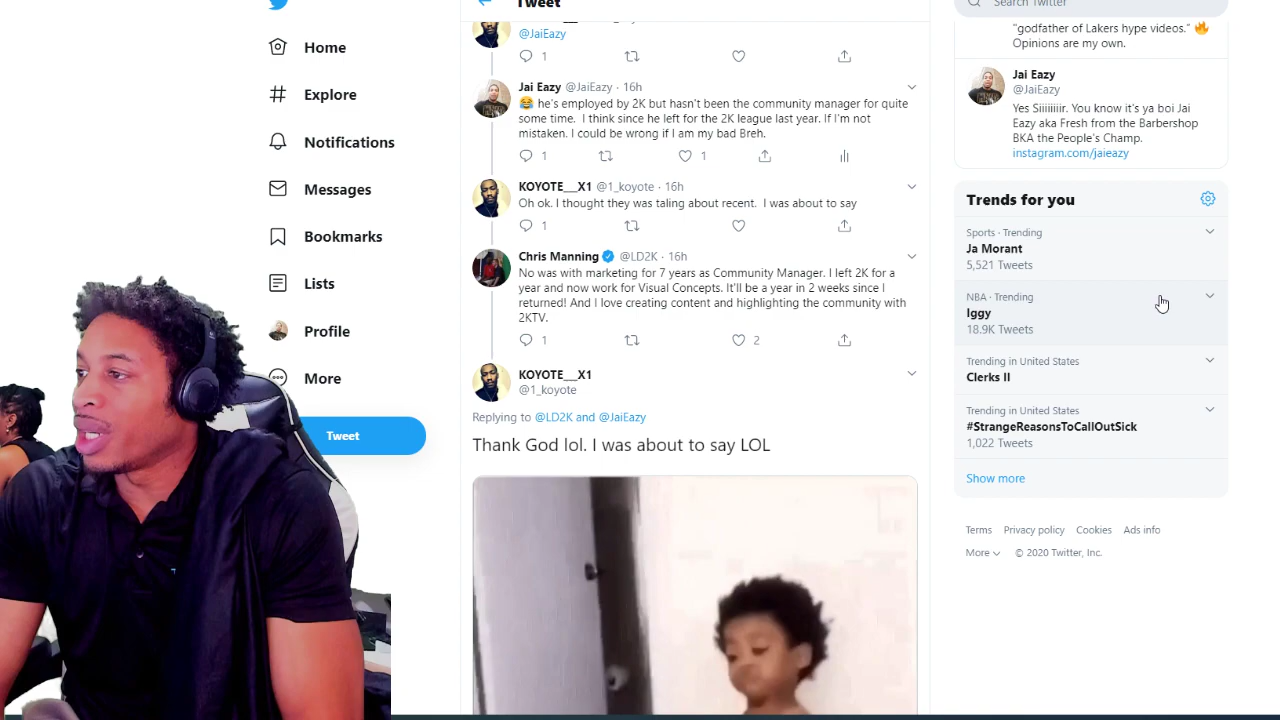 Home
Explore
Notifications
Messages
Bookmarks
Lists
Profile
More
Tweet
Tweet
@JaiEazy
1
Jai Eazy @JaiEazy · 16h
😂 he's employed by 2K but hasn't been the community manager for quite
some time. I think since he left for the 2K league last year. If I'm not
mistaken. I could be wrong if I am my bad Breh.
1 1
KOYOTE__X1 @1_koyote · 16h
Oh ok. I thought they was taling about recent. I was about to say
1
Chris Manning @LD2K · 16h
No was with marketing for 7 years as Community Manager. I left 2K for a
year and now work for Visual Concepts. It'll be a year in 2 weeks since I
returned! And I love creating content and highlighting the community with
2KTV.
1 2
KOYOTE__X1
@1_koyote
Replying to @LD2K and @JaiEazy
Thank God lol. I was about to say LOL
Search Twitter
"godfather of Lakers hype videos." 🔥
Opinions are my own.
Jai Eazy
@JaiEazy
Yes Siiiiiiiir. You know it's ya boi Jai
Eazy aka Fresh from the Barbershop
BKA the People's Champ.
instagram.com/jaieazy
Trends for you
Sports · Trending
Ja Morant
5,521 Tweets
NBA · Trending
Iggy
18.9K Tweets
Trending in United States
Clerks II
Trending in United States
#StrangeReasonsToCallOutSick
1,022 Tweets
Show more
Terms Privacy policy Cookies Ads info
More © 2020 Twitter, Inc.